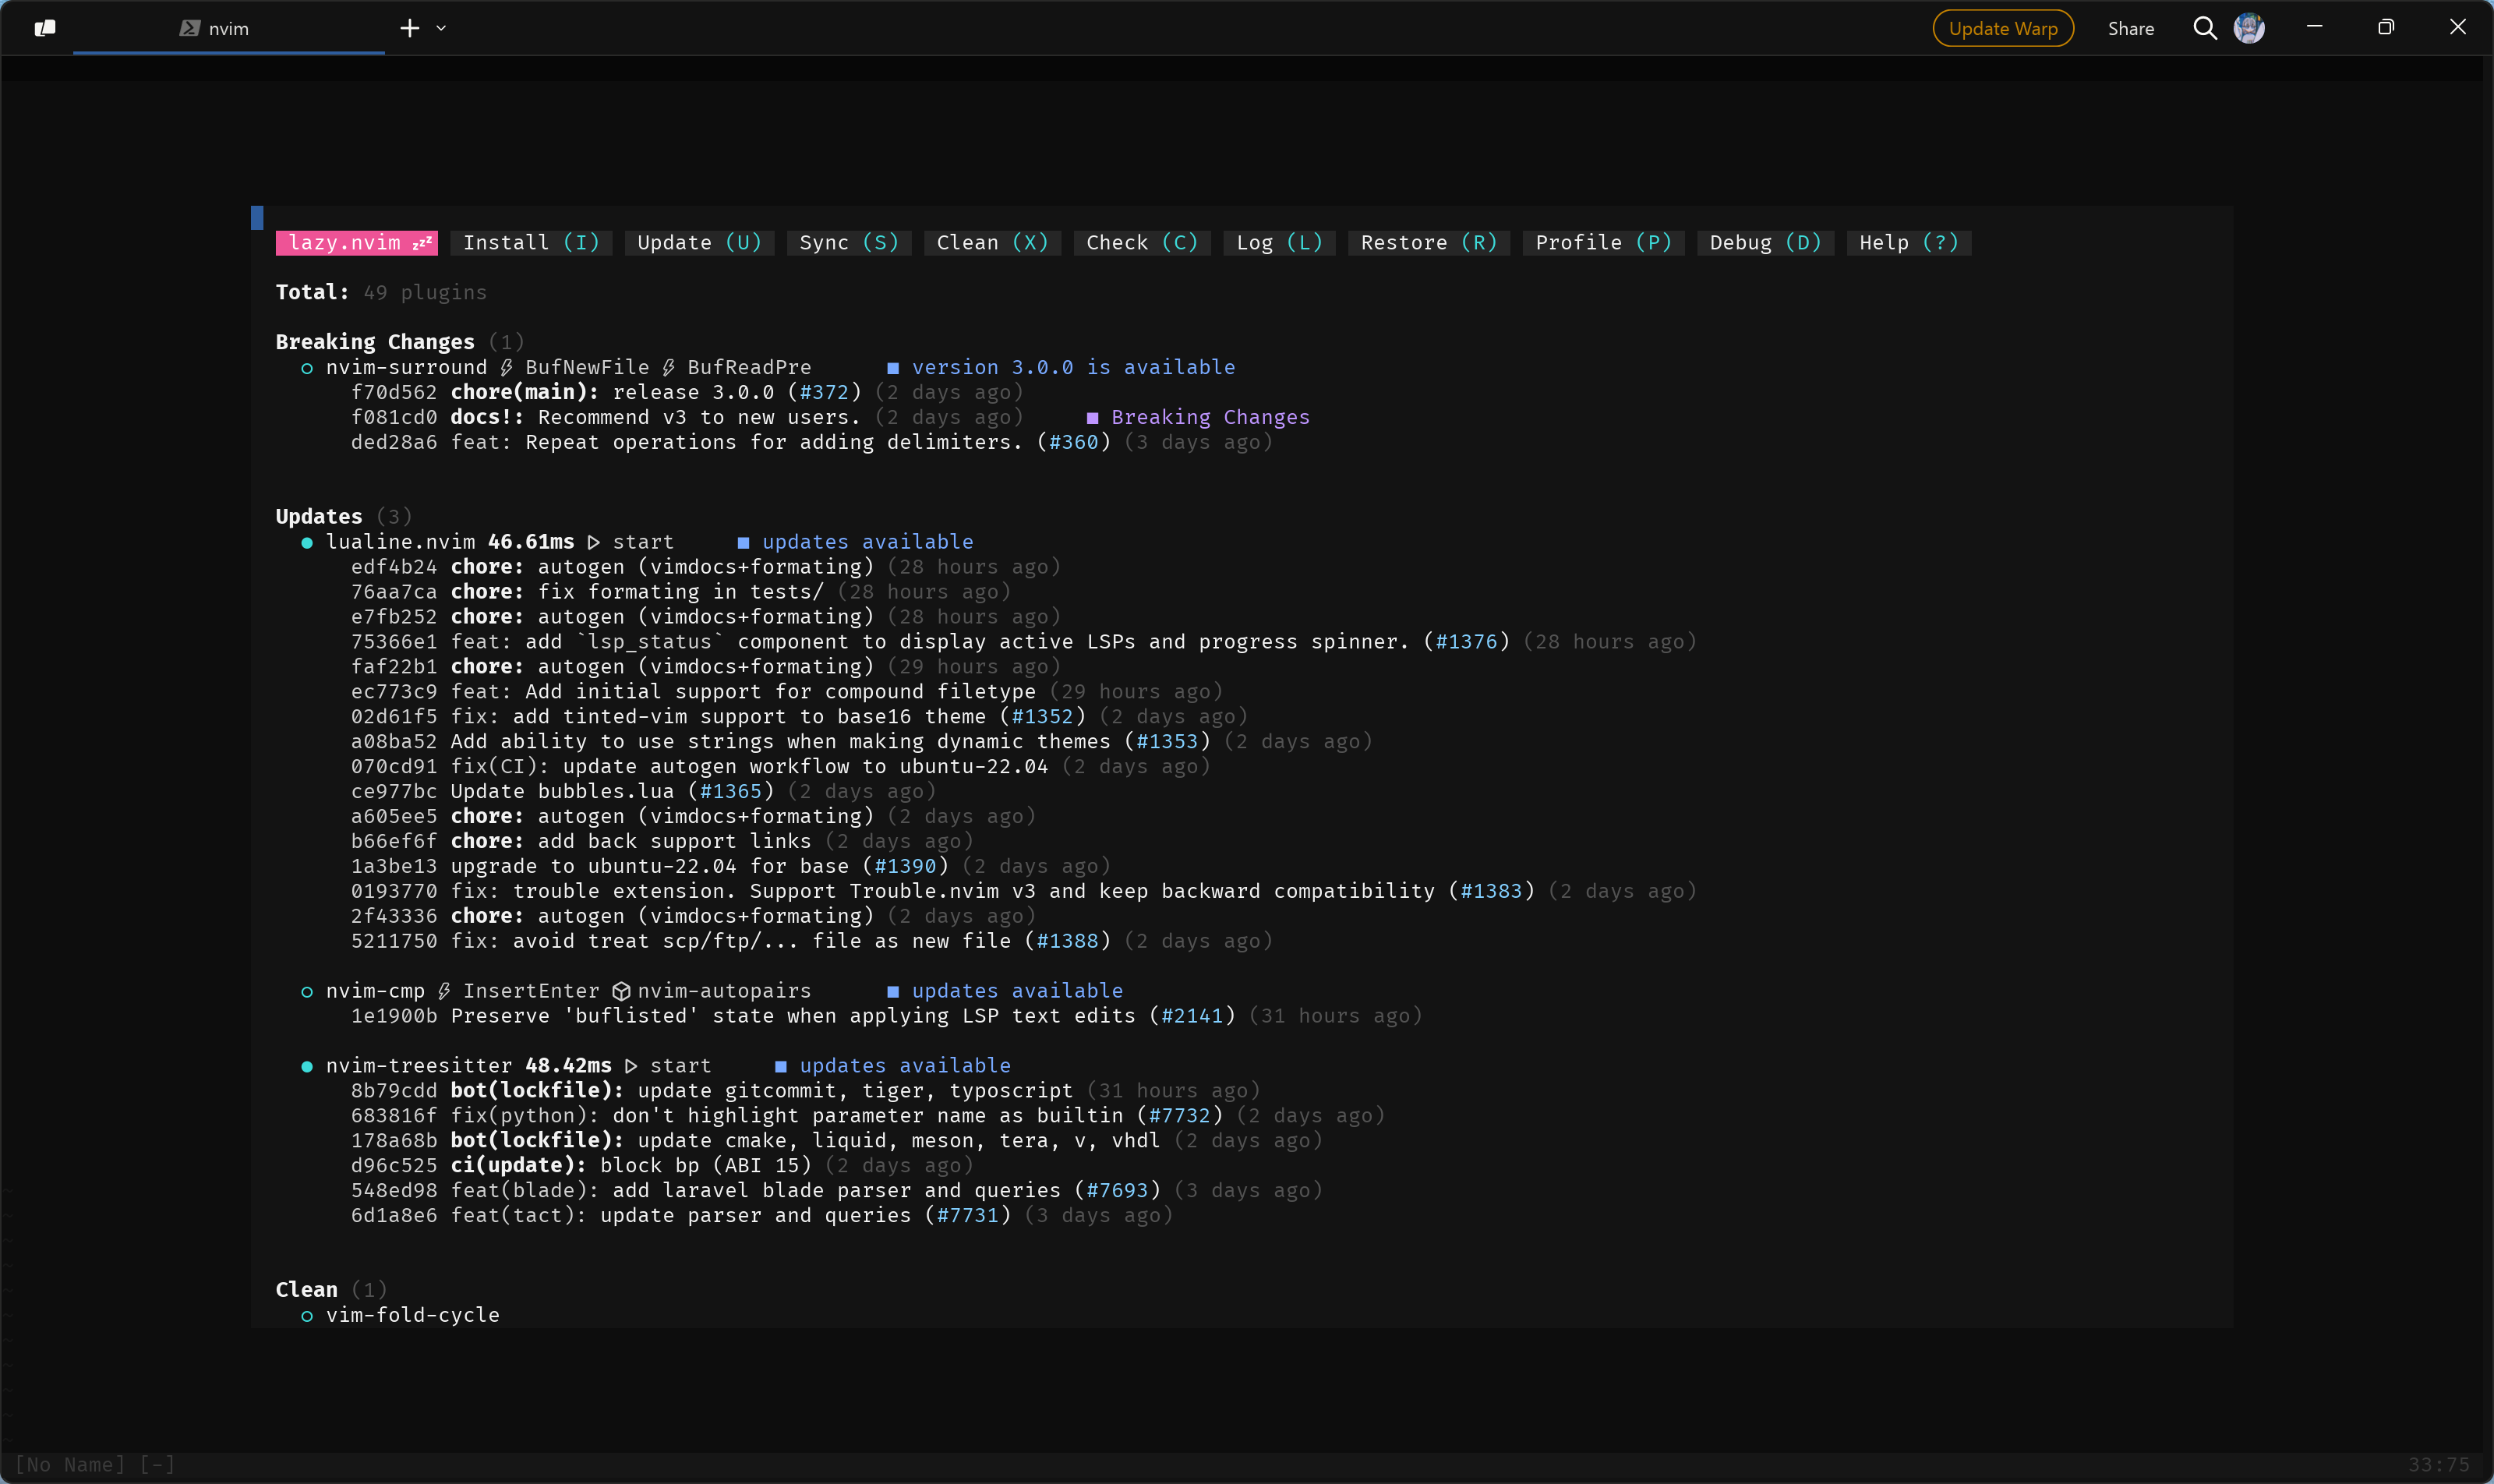 nvim
Update Warp Share
lazy.nvim zzz Install (I) Update (U) Sync (S) Clean (X) Check (C) Log (L) Restore (R) Profile (P) Debug (D) Help (?)
Total: 49 plugins
Breaking Changes (1)
○ nvim-surround BufNewFile BufReadPre ■ version 3.0.0 is available
f70d562 chore(main): release 3.0.0 (#372) (2 days ago)
f081cd0 docs!: Recommend v3 to new users. (2 days ago) ■ Breaking Changes
ded28a6 feat: Repeat operations for adding delimiters. (#360) (3 days ago)
Updates (3)
● lualine.nvim 46.61ms ▷ start ■ updates available
edf4b24 chore: autogen (vimdocs+formating) (28 hours ago)
76aa7ca chore: fix formating in tests/ (28 hours ago)
e7fb252 chore: autogen (vimdocs+formating) (28 hours ago)
75366e1 feat: add `lsp_status` component to display active LSPs and progress spinner. (#1376) (28 hours ago)
faf22b1 chore: autogen (vimdocs+formating) (29 hours ago)
ec773c9 feat: Add initial support for compound filetype (29 hours ago)
02d61f5 fix: add tinted-vim support to base16 theme (#1352) (2 days ago)
a08ba52 Add ability to use strings when making dynamic themes (#1353) (2 days ago)
070cd91 fix(CI): update autogen workflow to ubuntu-22.04 (2 days ago)
ce977bc Update bubbles.lua (#1365) (2 days ago)
a605ee5 chore: autogen (vimdocs+formating) (2 days ago)
b66ef6f chore: add back support links (2 days ago)
1a3be13 upgrade to ubuntu-22.04 for base (#1390) (2 days ago)
0193770 fix: trouble extension. Support Trouble.nvim v3 and keep backward compatibility (#1383) (2 days ago)
2f43336 chore: autogen (vimdocs+formating) (2 days ago)
5211750 fix: avoid treat scp/ftp/... file as new file (#1388) (2 days ago)
○ nvim-cmp InsertEnter nvim-autopairs ■ updates available
1e1900b Preserve 'buflisted' state when applying LSP text edits (#2141) (31 hours ago)
● nvim-treesitter 48.42ms ▷ start ■ updates available
8b79cdd bot(lockfile): update gitcommit, tiger, typoscript (31 hours ago)
683816f fix(python): don't highlight parameter name as builtin (#7732) (2 days ago)
178a68b bot(lockfile): update cmake, liquid, meson, tera, v, vhdl (2 days ago)
d96c525 ci(update): block bp (ABI 15) (2 days ago)
548ed98 feat(blade): add laravel blade parser and queries (#7693) (3 days ago)
6d1a8e6 feat(tact): update parser and queries (#7731) (3 days ago)
Clean (1)
○ vim-fold-cycle
[No Name] [-] 33:75